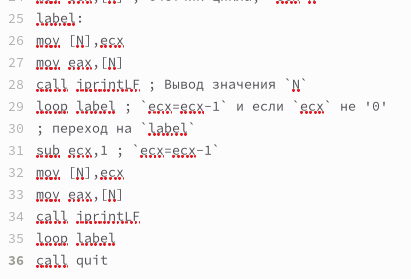 25 label:
26 mov [N],ecx
27 mov eax,[N]
28 call iprintLF ; Вывод значения `N`
29 loop label ; `ecx=ecx-1` и если `ecx` не '0'
30 ; переход на `label`
31 sub ecx,1 ; `ecx=ecx-1`
32 mov [N],ecx
33 mov eax,[N]
34 call iprintLF
35 loop label
36 call quit